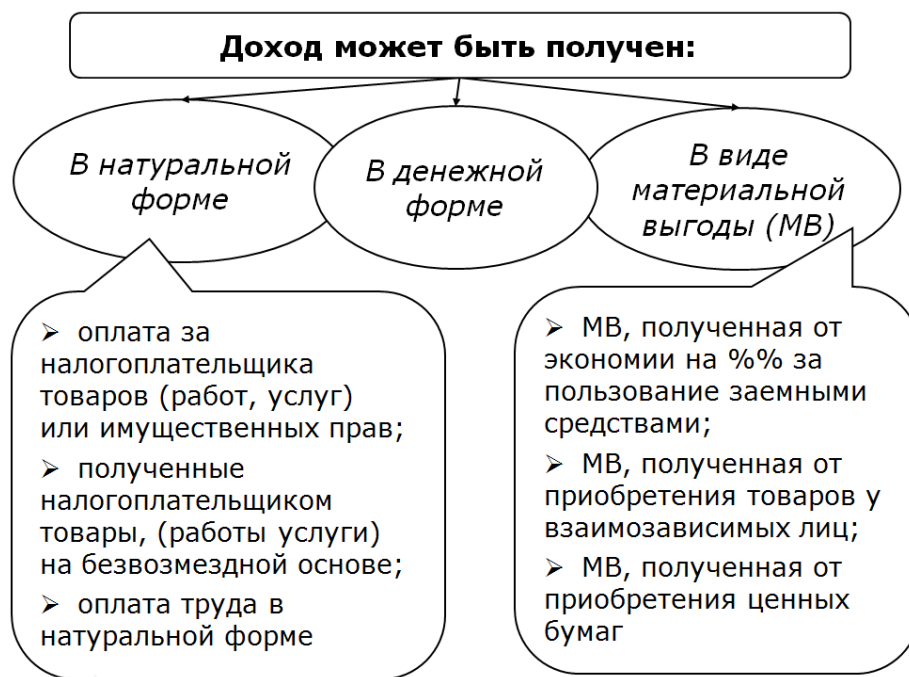 Доход может быть получен:
В натуральной
форме
В денежной
форме
В виде
материальной
выгоды (МВ)
➢ оплата за
налогоплательщика
товаров (работ, услуг)
или имущественных прав;
➢ полученные
налогоплательщиком
товары, (работы услуги)
на безвозмездной основе;
➢ оплата труда в
натуральной форме
➢ МВ, полученная от
экономии на %% за
пользование заемными
средствами;
➢ МВ, полученная от
приобретения товаров у
взаимозависимых лиц;
➢ МВ, полученная от
приобретения ценных
бумаг